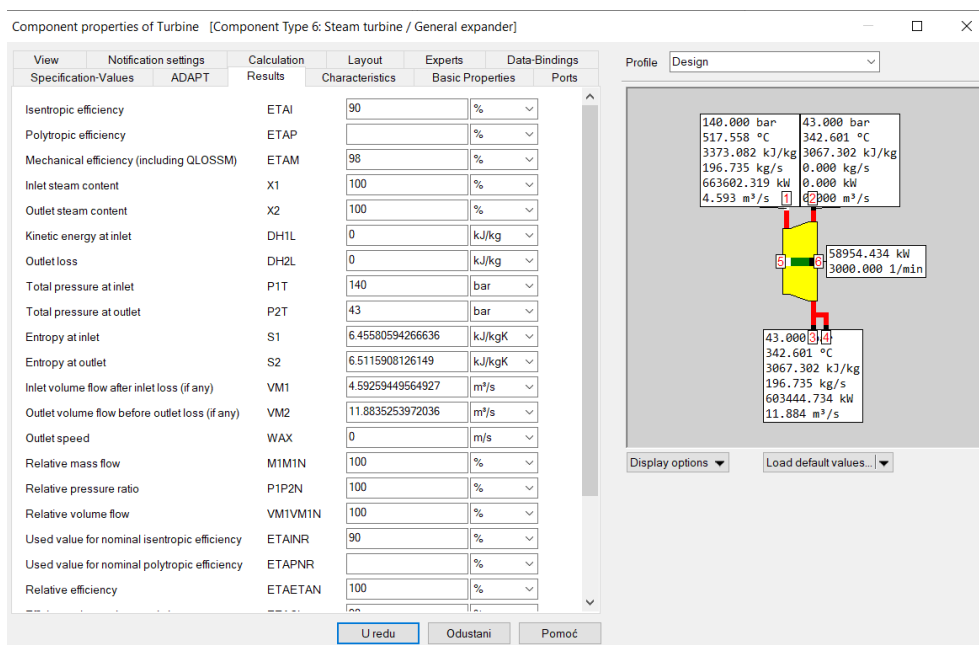 Component properties of Turbine [Component Type 6: Steam turbine / General expander]
View Notification settings Calculation Layout Experts Data-Bindings
Specification-Values ADAPT Results Characteristics Basic Properties Ports
Isentropic efficiency ETAI 90 %
Polytropic efficiency ETAP %
Mechanical efficiency (including QLOSSM) ETAM 98 %
Inlet steam content X1 100 %
Outlet steam content X2 100 %
Kinetic energy at inlet DH1L 0 kJ/kg
Outlet loss DH2L 0 kJ/kg
Total pressure at inlet P1T 140 bar
Total pressure at outlet P2T 43 bar
Entropy at inlet S1 6.45580594266636 kJ/kgK
Entropy at outlet S2 6.5115908126149 kJ/kgK
Inlet volume flow after inlet loss (if any) VM1 4.59259449564927 m³/s
Outlet volume flow before outlet loss (if any) VM2 11.8835253972036 m³/s
Outlet speed WAX 0 m/s
Relative mass flow M1M1N 100 %
Relative pressure ratio P1P2N 100 %
Relative volume flow VM1VM1N 100 %
Used value for nominal isentropic efficiency ETAINR 90 %
Used value for nominal polytropic efficiency ETAPNR %
Relative efficiency ETAETAN 100 %
U redu Odustani Pomoć
Profile Design
140.000 bar 43.000 bar
517.558 °C 342.601 °C
3373.082 kJ/kg 3067.302 kJ/kg
196.735 kg/s 0.000 kg/s
663602.319 kW 0.000 kW
4.593 m³/s 1 2 000 m³/s
5 6 58954.434 kW
3000.000 1/min
43.000 3 4
342.601 °C
3067.302 kJ/kg
196.735 kg/s
603444.734 kW
11.884 m³/s
Display options Load default values...